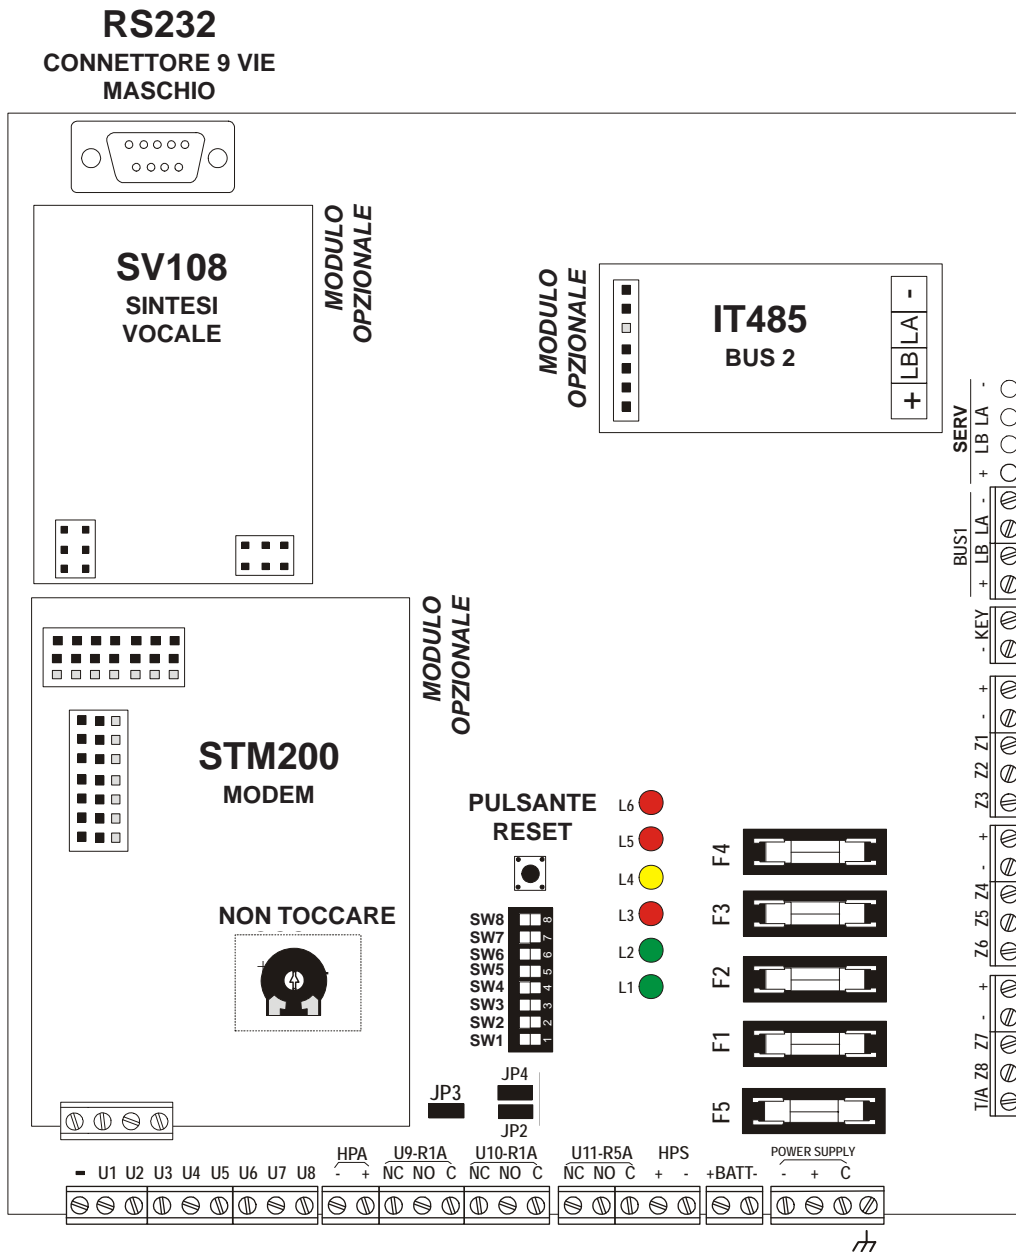 RS232
CONNETTORE 9 VIE
MASCHIO
SV108
SINTESI
VOCALE
MODULO
OPZIONALE
MODULO
OPZIONALE
IT485
BUS 2
+ LB LA -
SERV
+ LB LA -
BUS1
+ LB LA -
- KEY
STM200
MODEM
MODULO
OPZIONALE
NON TOCCARE
+
PULSANTE
RESET
L6
L5
L4
L3
L2
L1
SW8 8
SW7 7
SW6 6
SW5 5
SW4 4
SW3 3
SW2 2
SW1 1
F4
F3
F2
F1
F5
Z3 Z2 Z1 - +
Z6 Z5 Z4 - +
T/A Z8 Z7 - +
JP3
JP4
JP2
HPA U9-R1A U10-R1A U11-R5A HPS POWER SUPPLY
- U1 U2 U3 U4 U5 U6 U7 U8 - + NC NO C NC NO C NC NO C + - +BATT- - + C